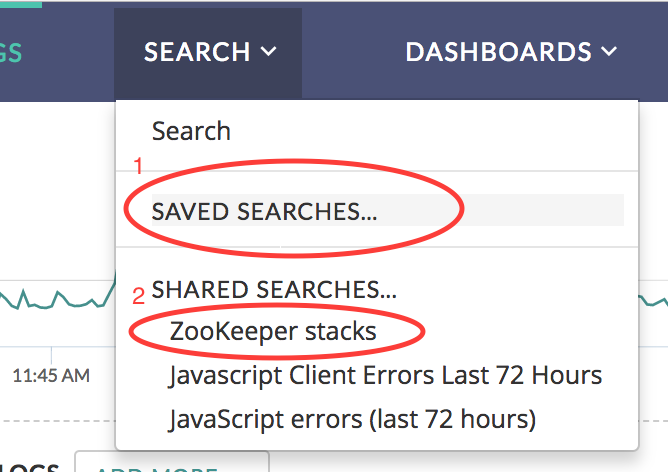 GS
SEARCH
DASHBOARDS
Search
1
SAVED SEARCHES...
2
SHARED SEARCHES...
ZooKeeper stacks
11:45 AM
Javascript Client Errors Last 72 Hours
JavaScript errors (last 72 hours)
LOGS
ADD MORE